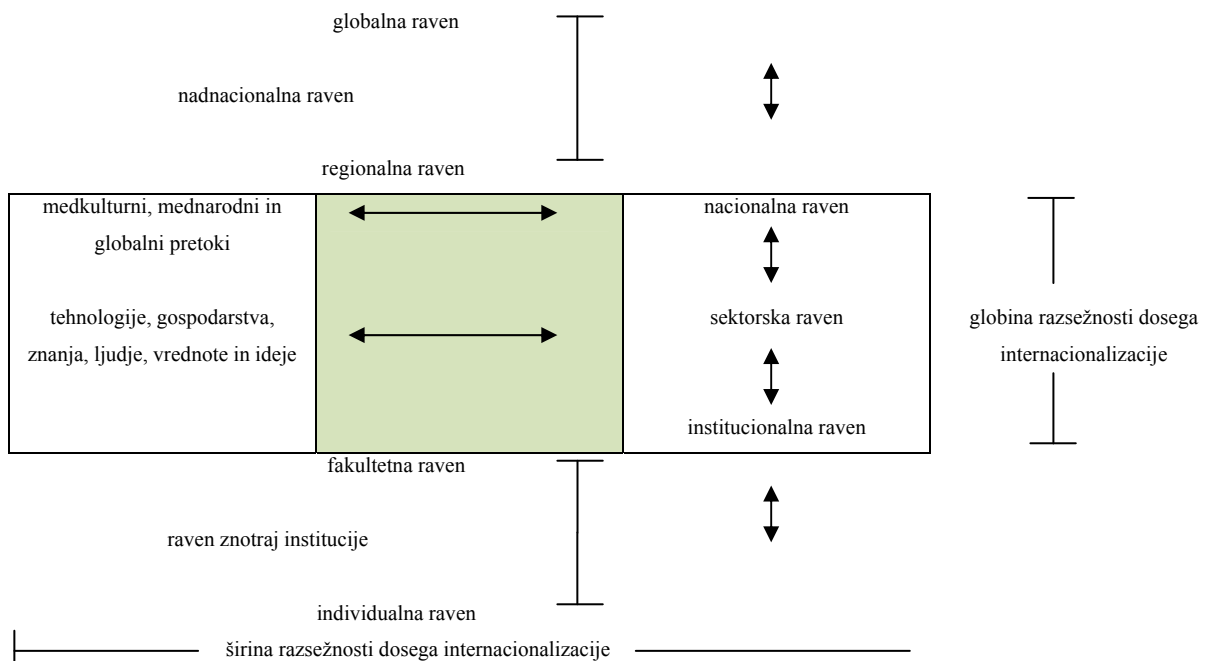 globalna raven
nadnacionalna raven
regionalna raven
medkulturni, mednarodni in
globalni pretoki
tehnologije, gospodarstva,
znanja, ljudje, vrednote in ideje
nacionalna raven
sektorska raven
institucionalna raven
globina razsežnosti dosega
internacionalizacije
fakultetna raven
raven znotraj institucije
individualna raven
širina razsežnosti dosega internacionalizacije